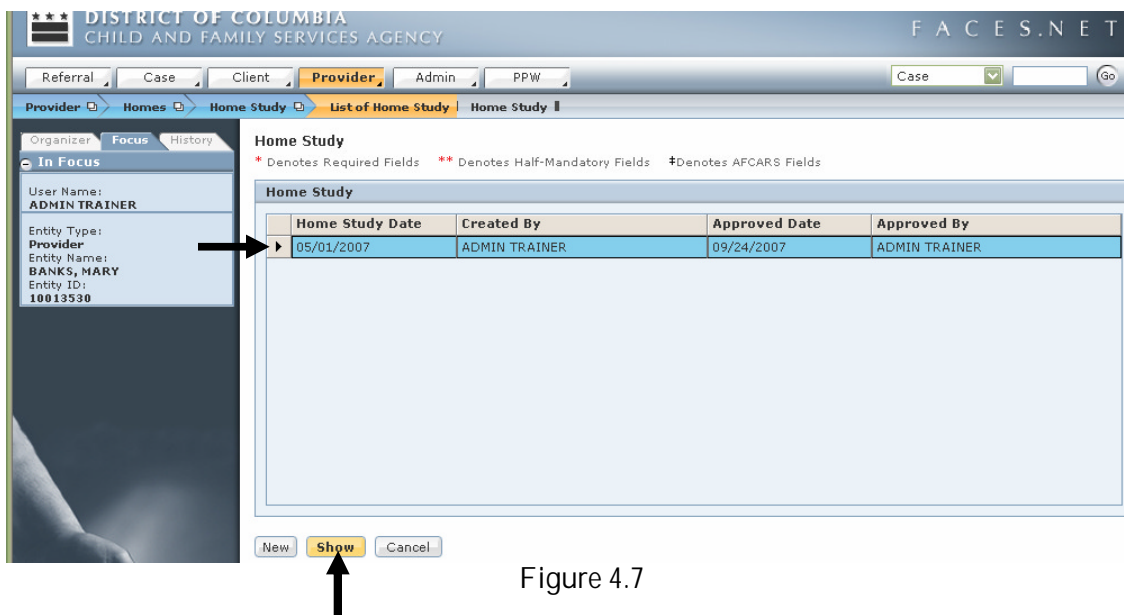 DISTRICT OF COLUMBIA
CHILD AND FAMILY SERVICES AGENCY
FACES.NET
Referral Case Client Provider Admin PPW Case Go
Provider Homes Home Study List of Home Study Home Study
Organizer Focus History
In Focus
User Name:
ADMIN TRAINER
Entity Type:
Provider
Entity Name:
BANKS, MARY
Entity ID:
10013530
Home Study
* Denotes Required Fields ** Denotes Half-Mandatory Fields ‡Denotes AFCARS Fields
Home Study
Home Study Date Created By Approved Date Approved By
05/01/2007 ADMIN TRAINER 09/24/2007 ADMIN TRAINER
New Show Cancel
Figure 4.7